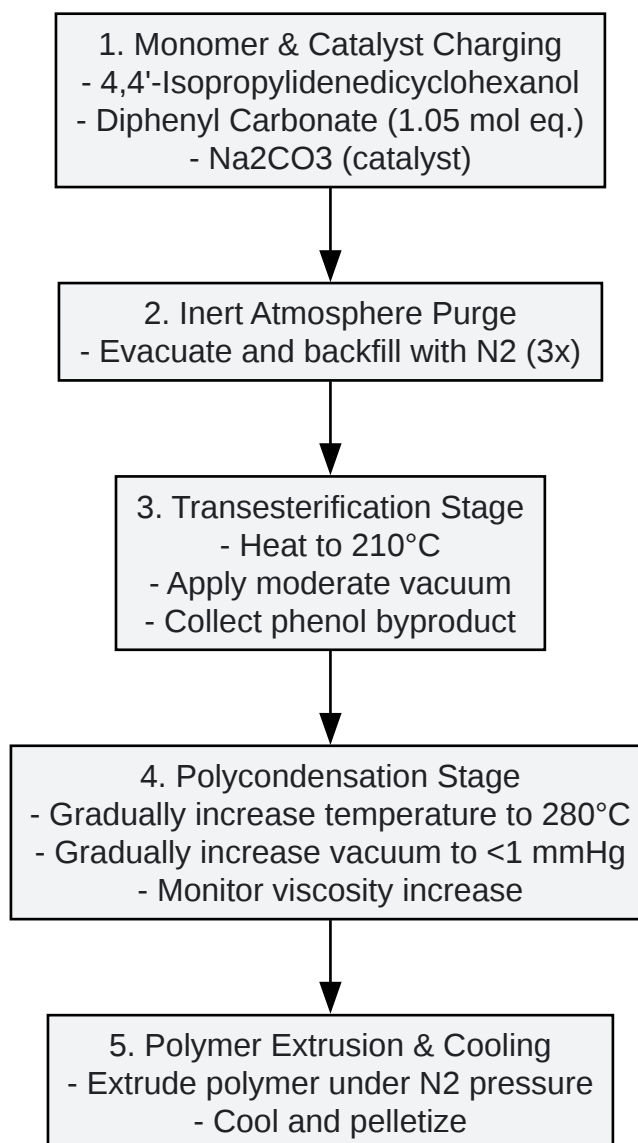 1. Monomer & Catalyst Charging
- 4,4'-Isopropylidenedicyclohexanol
- Diphenyl Carbonate (1.05 mol eq.)
- Na2CO3 (catalyst)
2. Inert Atmosphere Purge
- Evacuate and backfill with N2 (3x)
3. Transesterification Stage
- Heat to 210°C
- Apply moderate vacuum
- Collect phenol byproduct
4. Polycondensation Stage
- Gradually increase temperature to 280°C
- Gradually increase vacuum to <1 mmHg
- Monitor viscosity increase
5. Polymer Extrusion & Cooling
- Extrude polymer under N2 pressure
- Cool and pelletize